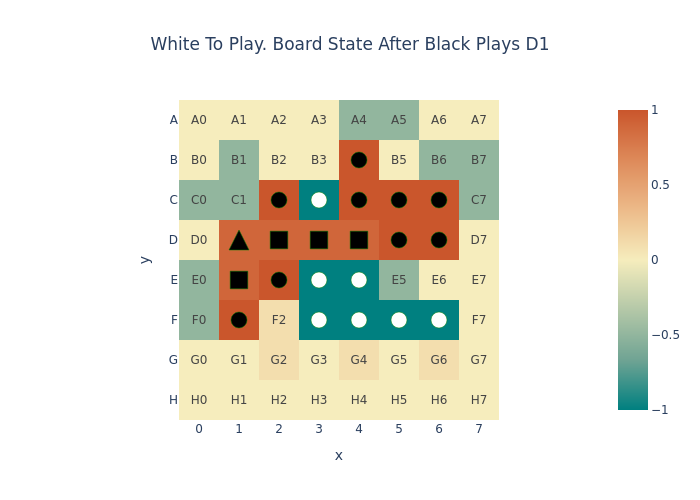 White To Play. Board State After Black Plays D1
A A0 A1 A2 A3 A4 A5 A6 A7
B B0 B1 B2 B3 B5 B6 B7
C C0 C1 C7
D D0 D7
E E0 E5 E6 E7
F F0 F2 F7
G G0 G1 G2 G3 G4 G5 G6 G7
H H0 H1 H2 H3 H4 H5 H6 H7
0 1 2 3 4 5 6 7
x
y
1
0.5
0
−0.5
−1